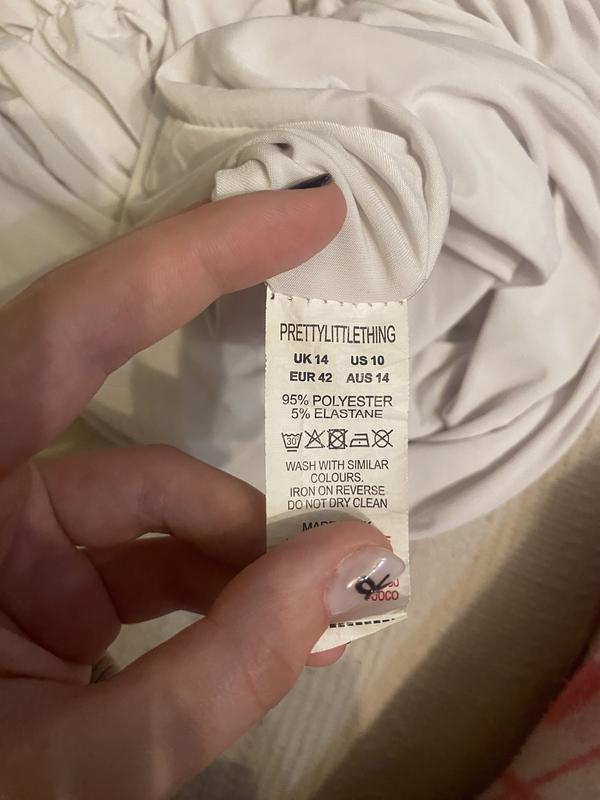 PRETTYLITTLETHING
UK 14 US 10
EUR 42 AUS 14
95% POLYESTER
5% ELASTANE
30
WASH WITH SIMILAR
COLOURS.
IRON ON REVERSE
DO NOT DRY CLEAN